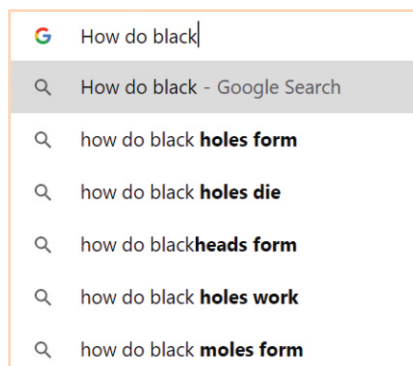 How do black
How do black - Google Search
how do black holes form
how do black holes die
how do blackheads form
how do black holes work
how do black moles form